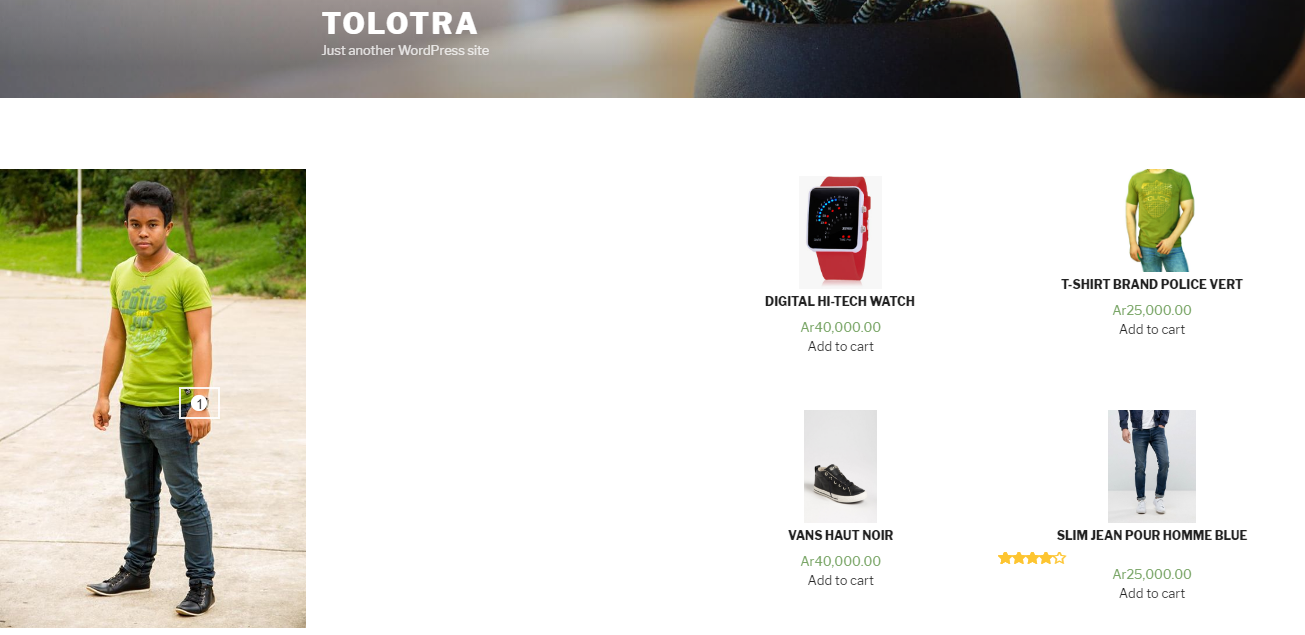 TOLOTRA
Just another WordPress site
Police
1
DIGITAL HI-TECH WATCH
Ar40,000.00
Add to cart
T-SHIRT BRAND POLICE VERT
Ar25,000.00
Add to cart
VANS HAUT NOIR
Ar40,000.00
Add to cart
SLIM JEAN POUR HOMME BLUE
Ar25,000.00
Add to cart